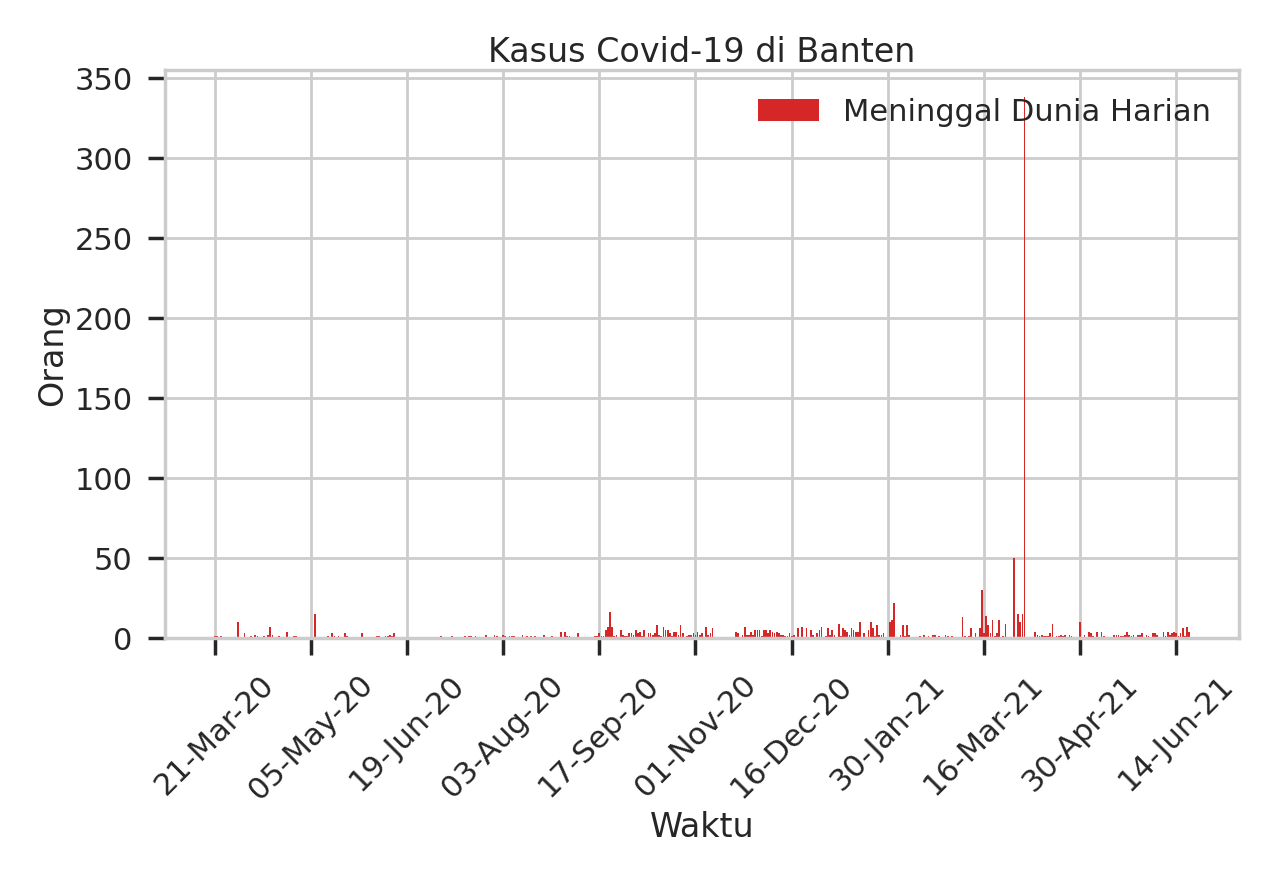 Kasus Covid-19 di Banten
Meninggal Dunia Harian
Orang
350
300
250
200
150
100
50
0
21-Mar-20
05-May-20
19-Jun-20
03-Aug-20
17-Sep-20
01-Nov-20
16-Dec-20
30-Jan-21
16-Mar-21
30-Apr-21
14-Jun-21
Waktu